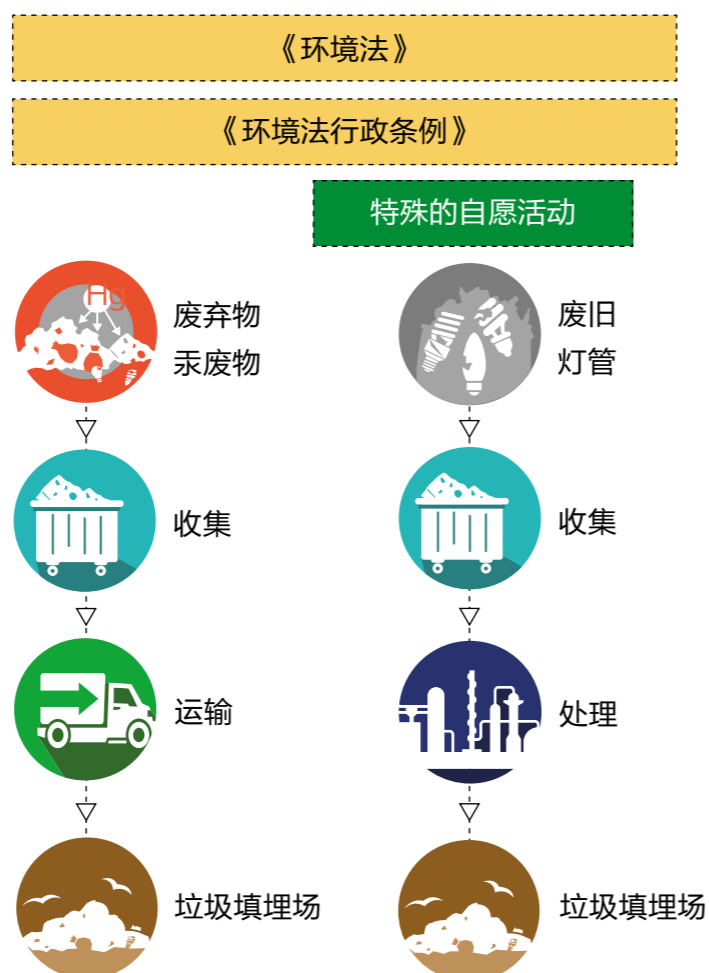 《环境法》
《环境法行政条例》
特殊的自愿活动
Hg
废弃物
汞废物
废旧
灯管
收集
收集
运输
处理
垃圾填埋场
垃圾填埋场